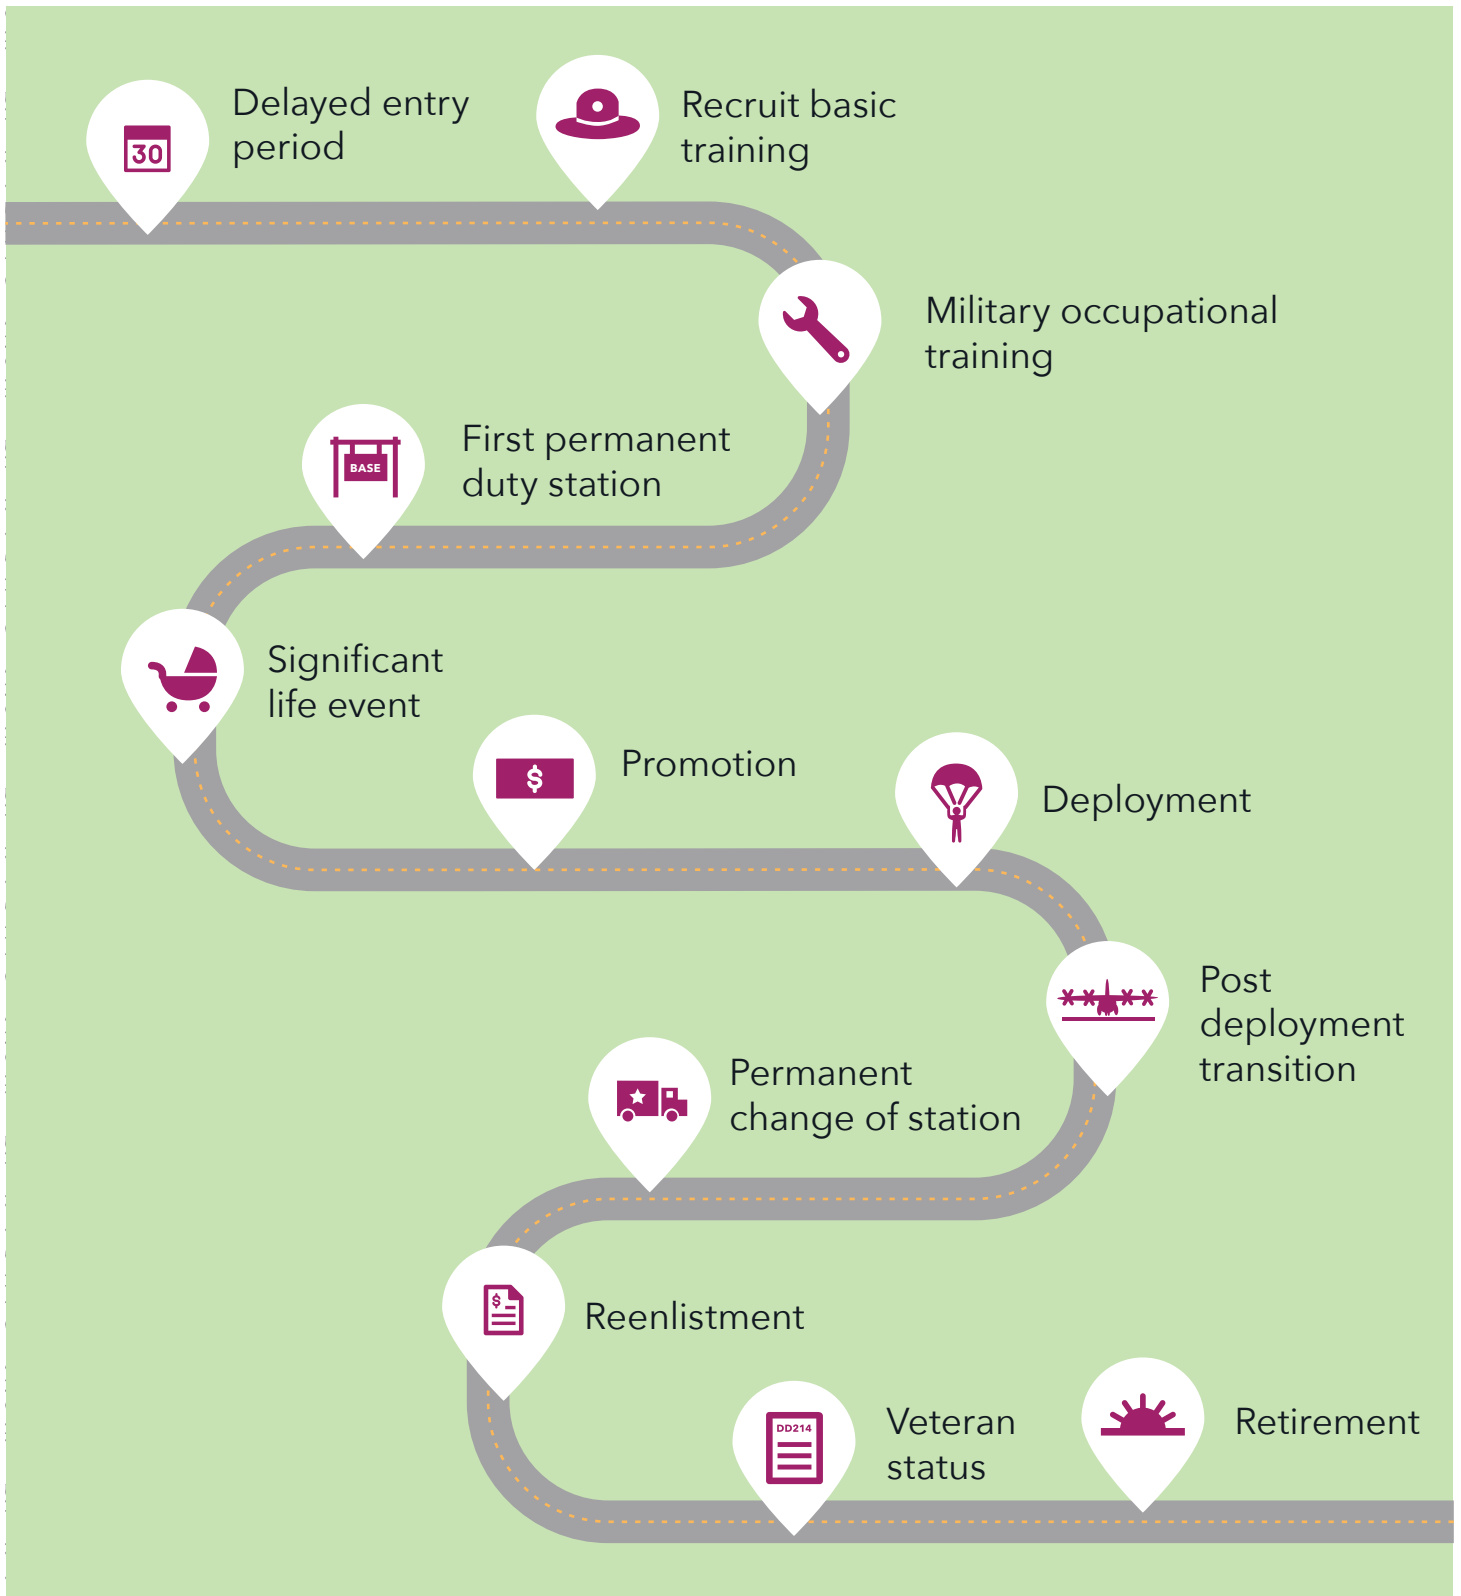 Delayed entry
period
30
Recruit basic
training
Military occupational
training
First permanent
duty station
BASE
Significant
life event
Promotion
$
Deployment
Post
deployment
transition
Permanent
change of station
Reenlistment
$
Veteran
status
DD214
Retirement